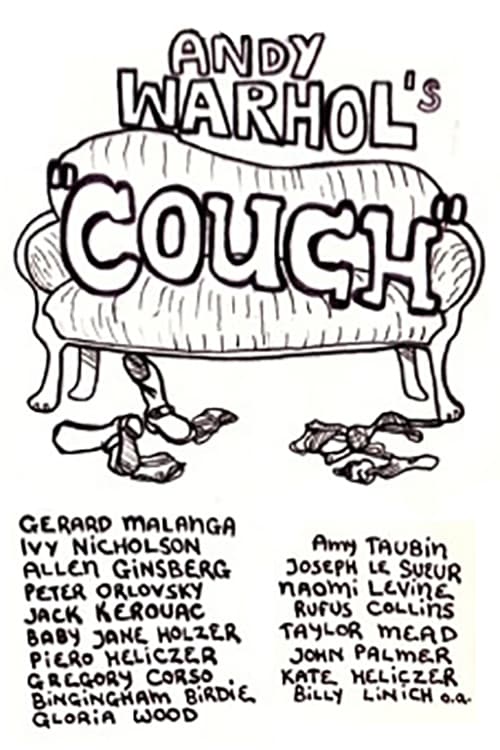 ANDY
WARHOL'S
"COUCH"
GERARD MALANGA
IVY NICHOLSON
ALLEN GINSBERG
PETER ORLOVSKY
JACK KEROUAC
BABY JANE HOLZER
PIERO HELICZER
GREGORY CORSO .
BINGINGHAM BIRDIE
GLORIA WOOD
Amy TAUBIN
JOSEPH LE SUEUR
NAOMI LEVINE
RUFUS COLLINS
TAYLOR MEAD
JOHN PALMER
KATE HELICZER
BILLY LINICH o.a.